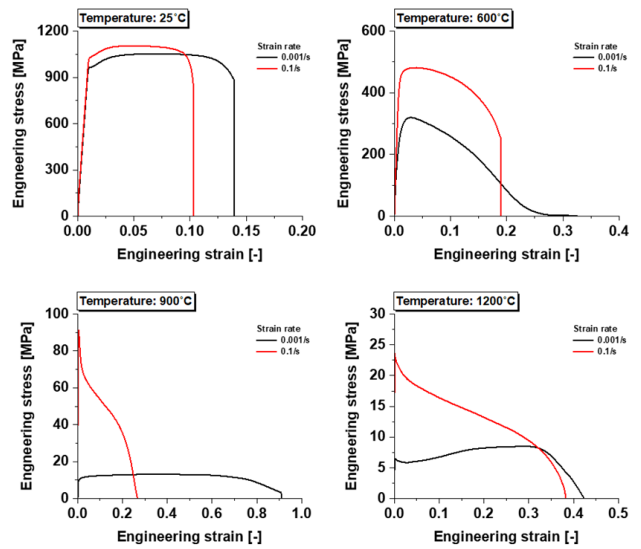 Temperature: 25°C
Strain rate
0.001/s
0.1/s
Engineering stress [MPa]
1200
900
600
300
0
0.00
0.05
0.10
0.15
0.20
Engineering strain [-]
Temperature: 600°C
Strain rate
0.001/s
0.1/s
Engineering stress [MPa]
600
400
200
0
0.0
0.1
0.2
0.3
0.4
Engineering strain [-]
Temperature: 900°C
Strain rate
0.001/s
0.1/s
Engineering stress [MPa]
100
80
60
40
20
0
0.0
0.2
0.4
0.6
0.8
1.0
Engineering strain [-]
Temperature: 1200°C
Strain rate
0.001/s
0.1/s
Engineering stress [MPa]
30
25
20
15
10
5
0
0.0
0.1
0.2
0.3
0.4
0.5
Engineering strain [-]